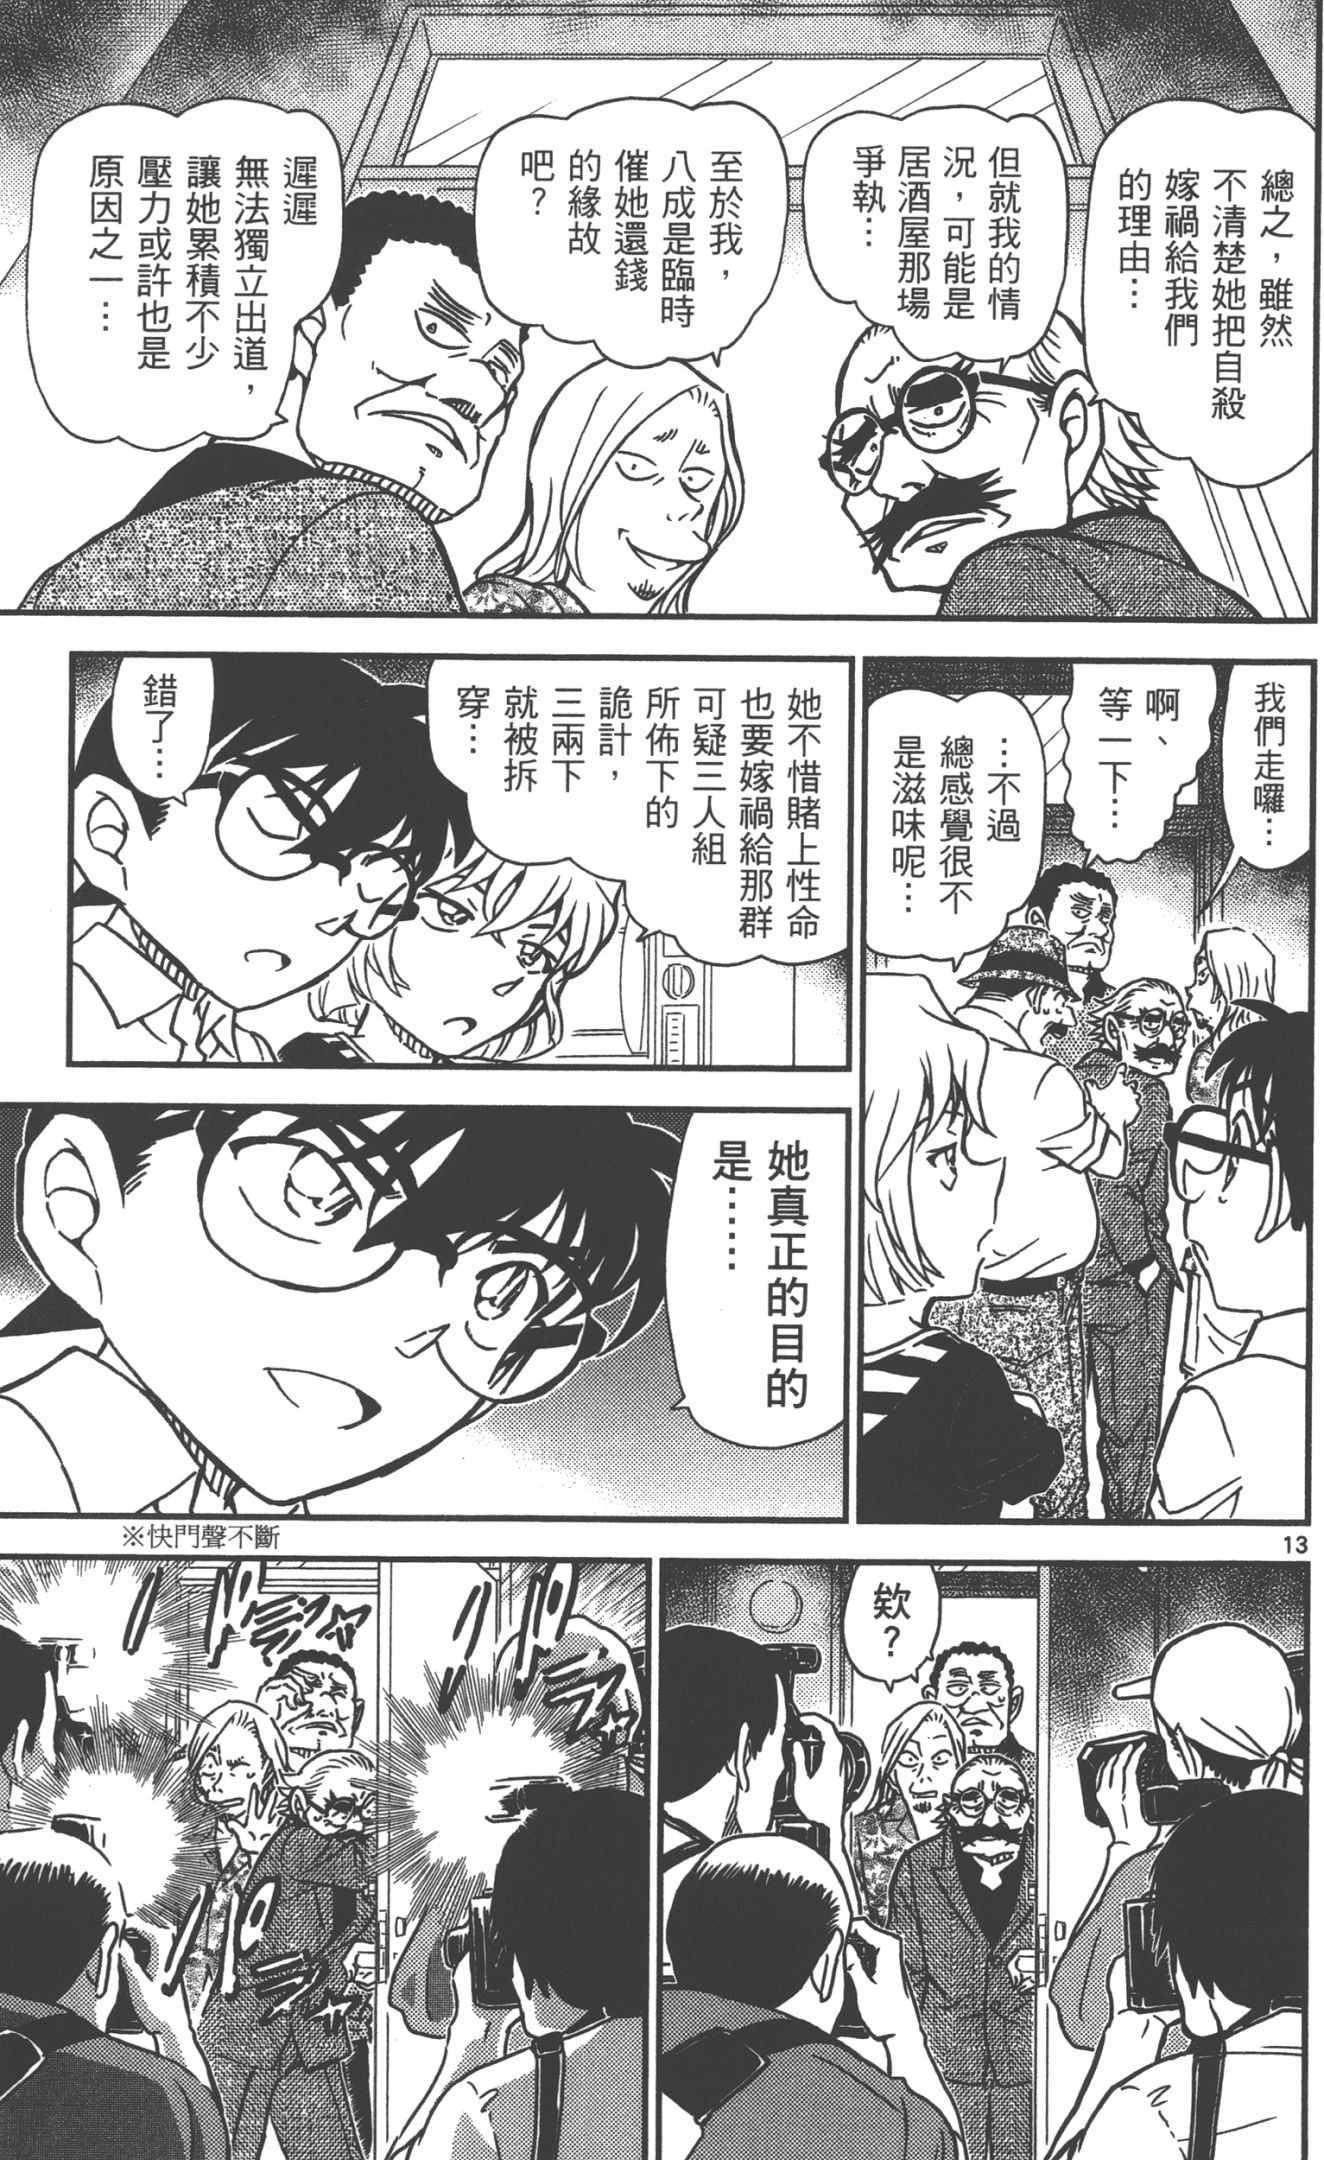 總之，雖然
不清楚她把自殺
嫁禍給我們
的理由…
但就我的情
況，可能是
居酒屋那場
爭執…
至於我，
八成是臨時
催她還錢
的緣故
吧？
遲遲
無法獨立出道，
讓她累積不少
壓力或許也是
原因之一…
我們走囉…
啊、
等一下…
…不過
總感覺很不
是滋味呢…
她不惜賭上性命
也要嫁禍給那群
可疑三人組
所佈下的
詭計，
三兩下
就被拆
穿…
錯了…
她真正的目的
是……
13
欸？
※快門聲不斷